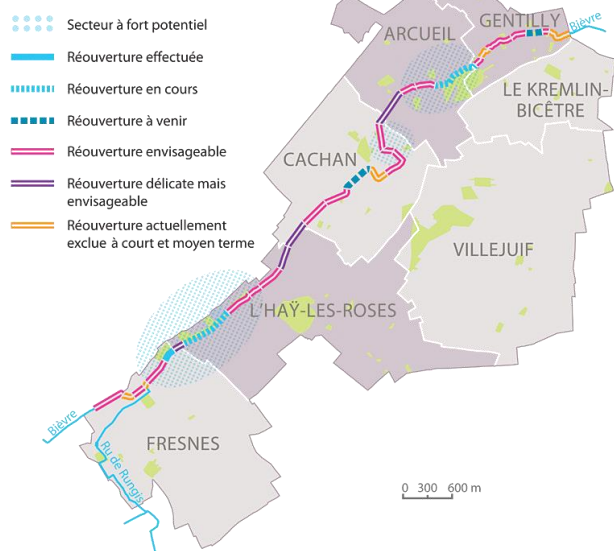 Secteur à fort potentiel
Réouverture effectuée
Réouverture en cours
Réouverture à venir
Réouverture envisageable
Réouverture délicate mais
envisageable
Réouverture actuellement
exclue à court et moyen terme
GENTILLY
Bièvre
ARCUEIL
LE KREMLIN-
BICÊTRE
CACHAN
VILLEJUIF
L'HAŸ-LES-ROSES
Bièvre
FRESNES
Ru de Rungis
0 300 600 m